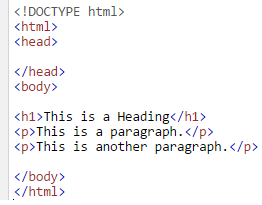 <!DOCTYPE html>
<html>
<head>

</head>
<body>

<h1>This is a Heading</h1>
<p>This is a paragraph.</p>
<p>This is another paragraph.</p>

</body>
</html>